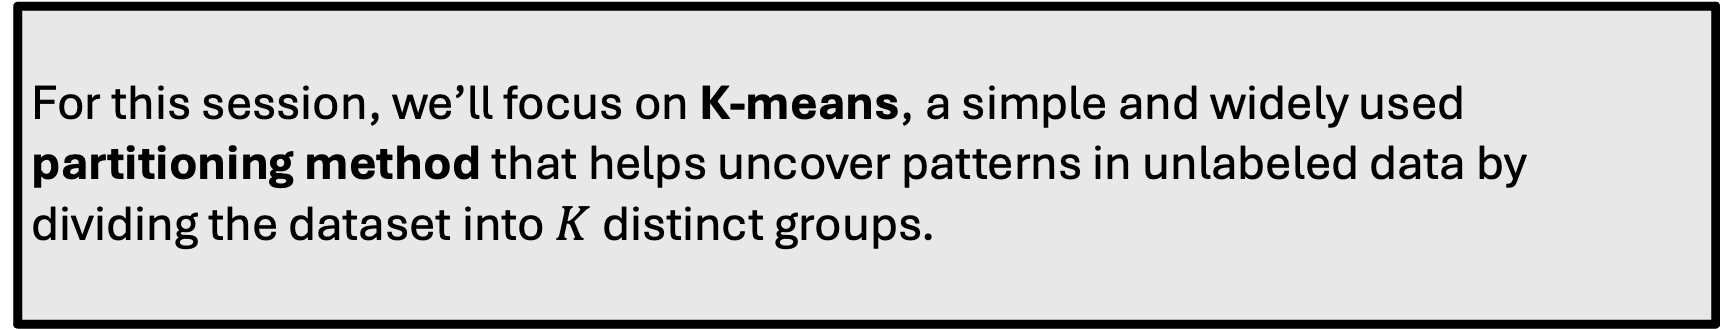 For this session, we’ll focus on K-means, a simple and widely used
partitioning method that helps uncover patterns in unlabeled data by
dividing the dataset into K distinct groups.